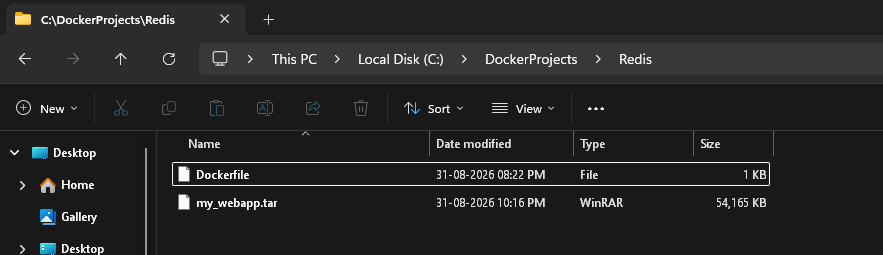 C:\DockerProjects\Redis
This PC > Local Disk (C:) > DockerProjects > Redis
New Sort View
Name Date modified Type Size
Desktop
Dockerfile 31-08-2026 08:22 PM File 1 KB
Home
my_webapp.tar 31-08-2026 10:16 PM WinRAR 54,165 KB
Gallery
Desktop